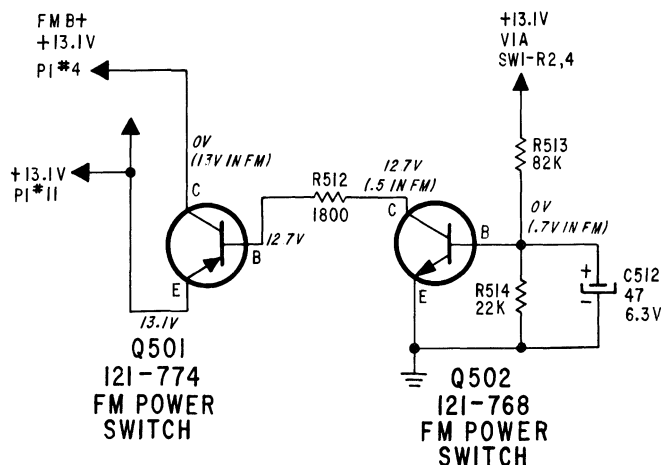 FM B+
+13.1V
P1 #4
+13.1V
P1 #11
0V
(13V IN FM)
C
B
E
12.7V
13.1V
Q501
121-774
FM POWER
SWITCH
R512
1800
12.7V
(.5 IN FM)
C
B
E
Q502
121-768
FM POWER
SWITCH
+13.1V
VIA
SW1-R2,4
R513
82K
0V
(.7V IN FM)
R514
22K
+
−
C512
47
6.3V